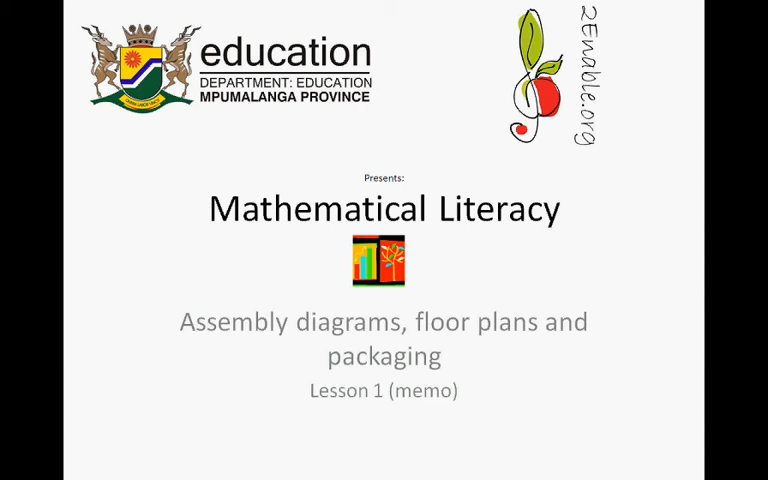 education
DEPARTMENT: EDUCATION
MPUMALANGA PROVINCE
2Enable.org
Presents:
Mathematical Literacy
Assembly diagrams, floor plans and
packaging
Lesson 1 (memo)